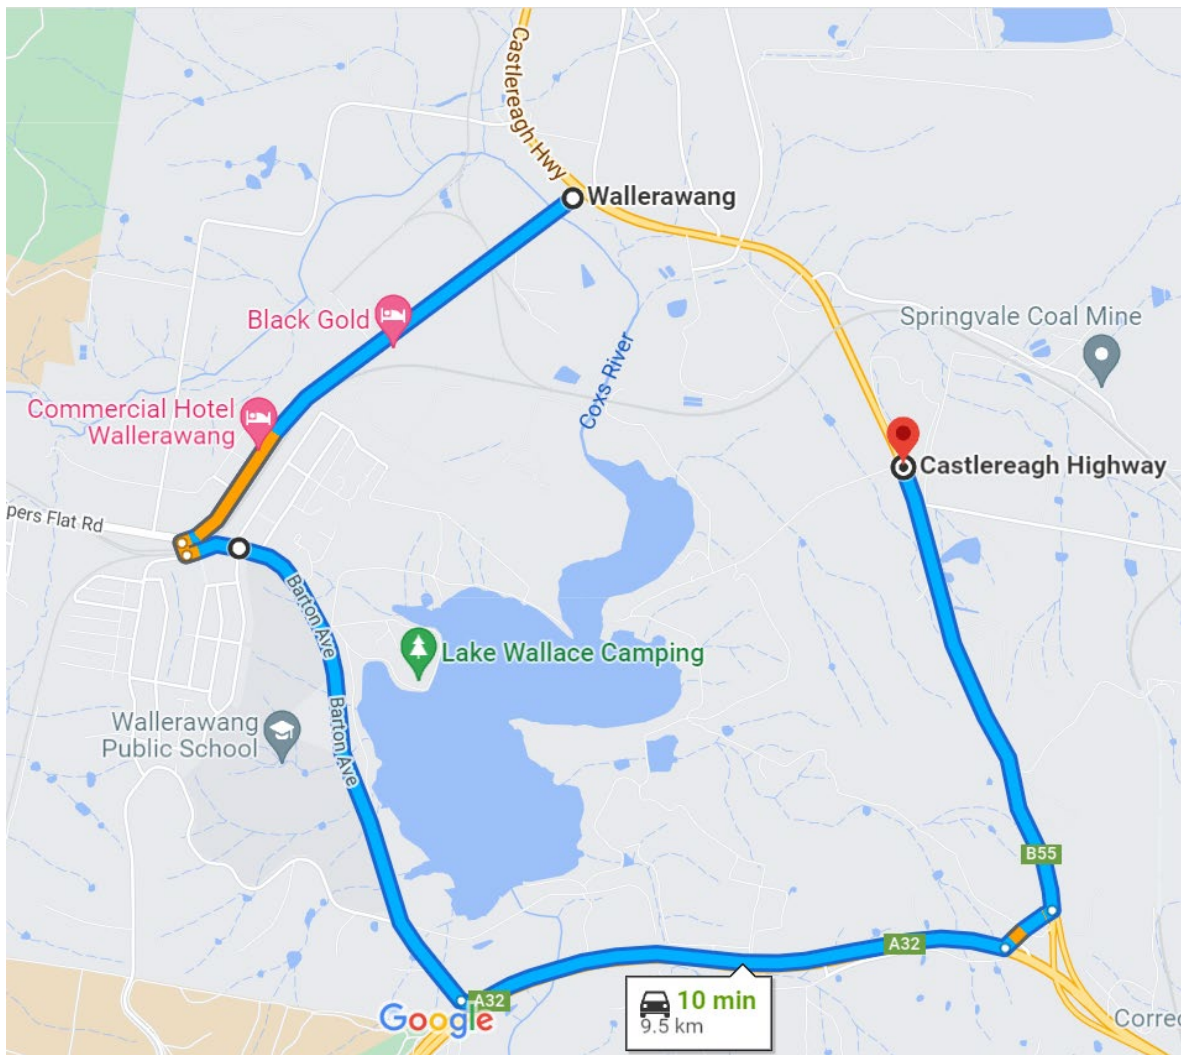 Castlereagh Hwy
Wallerawang
Black Gold
Springvale Coal Mine
Coxs River
Commercial Hotel
Wallerawang
Castlereagh Highway
pers Flat Rd
Barton Ave
Lake Wallace Camping
Barton Ave
Wallerawang
Public School
B55
A32
A32
10 min
9.5 km
Google
Correc